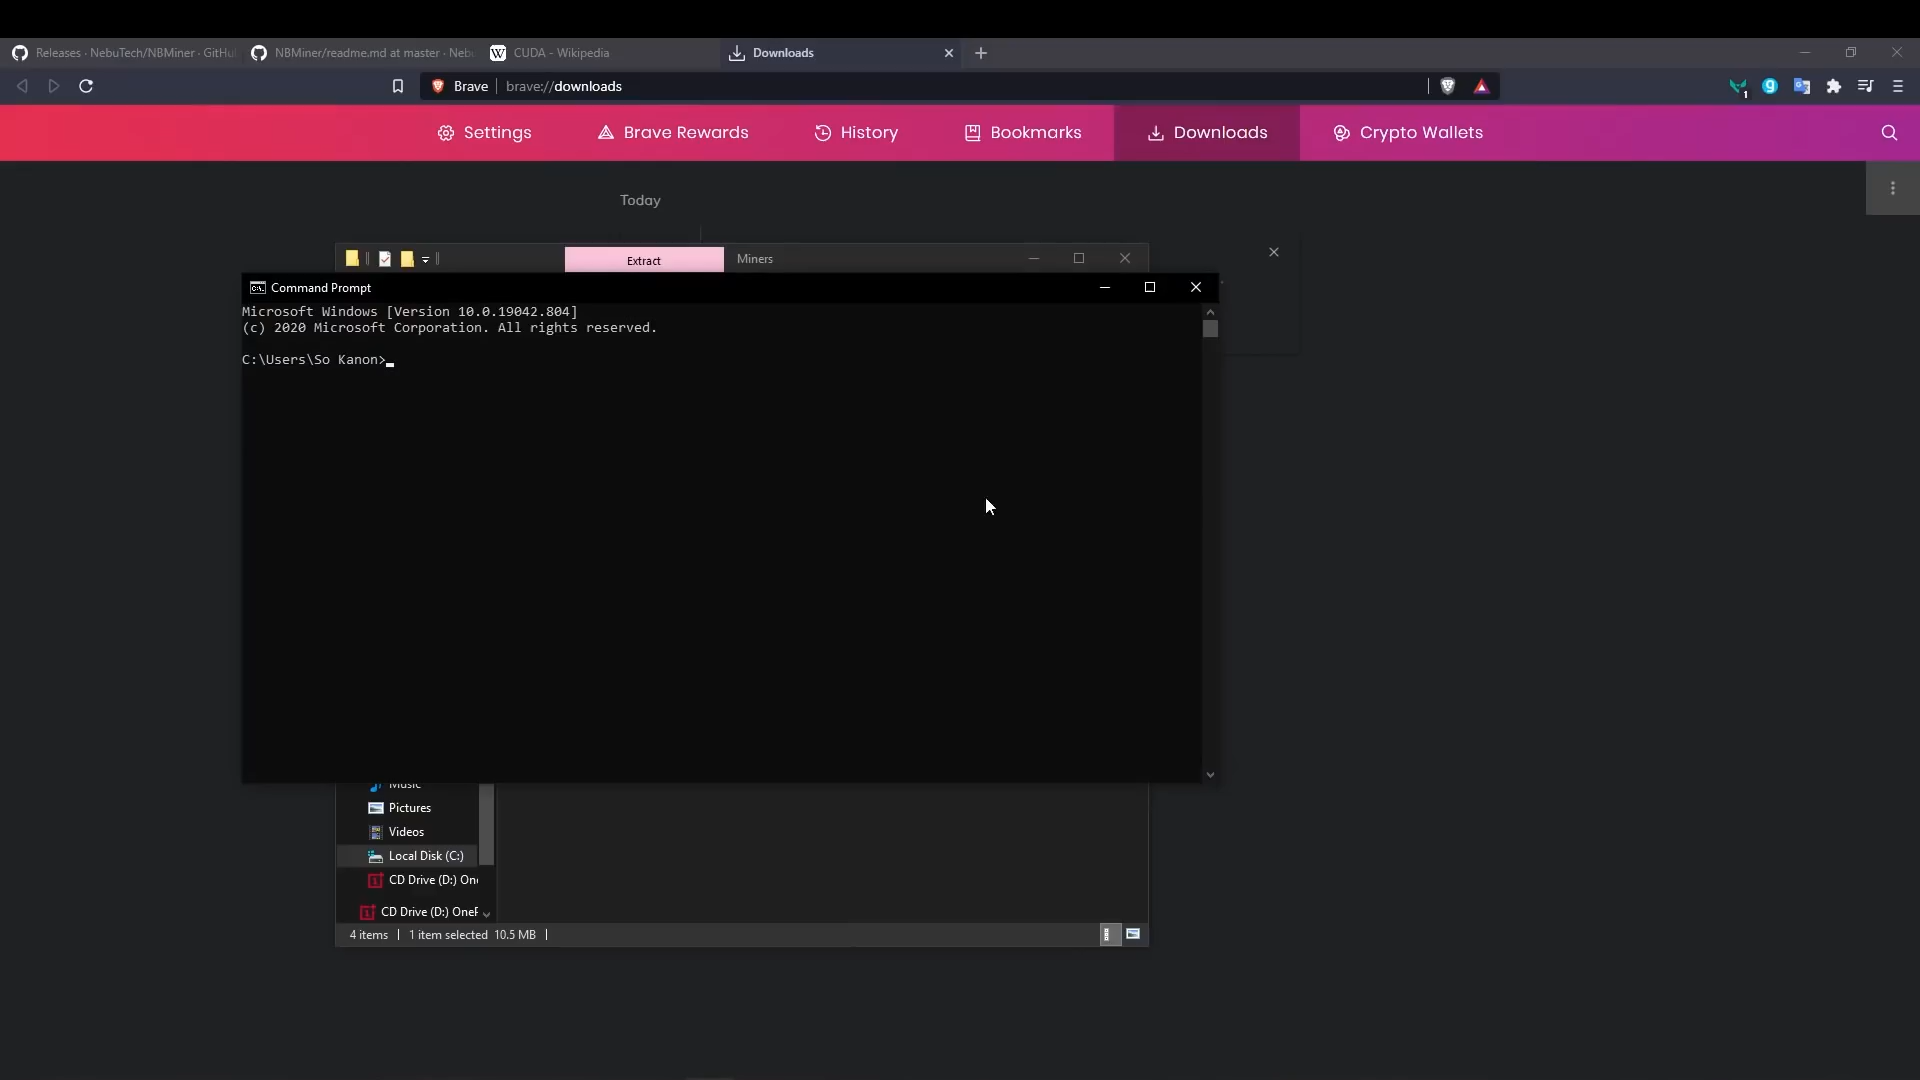 Releases · NebuTech/NBMiner · GitHu
NBMiner/readme.md at master · Neb
CUDA - Wikipedia
Downloads
Brave
brave://downloads
1
Settings
Brave Rewards
History
Bookmarks
Downloads
Crypto Wallets
Today
Extract
Miners
Command Prompt
Microsoft Windows [Version 10.0.19042.804]
(c) 2020 Microsoft Corporation. All rights reserved.
C:\Users\So Kanon>
Music
Pictures
Videos
Local Disk (C:)
CD Drive (D:) On
CD Drive (D:) OneP
4 items
1 item selected 10.5 MB